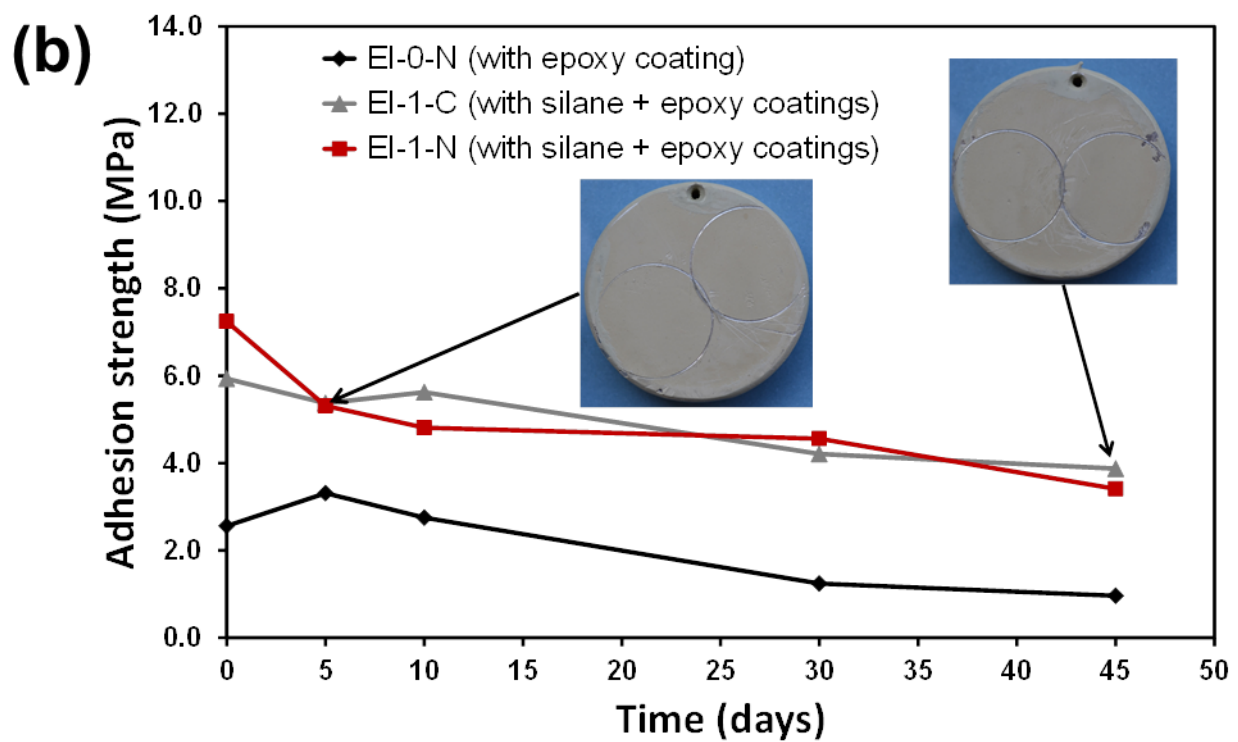 (b)
14.0
12.0
10.0
8.0
6.0
4.0
2.0
0.0
Adhesion strength (MPa)
EI-0-N (with epoxy coating)
EI-1-C (with silane + epoxy coatings)
EI-1-N (with silane + epoxy coatings)
0 5 10 15 20 25 30 35 40 45 50
Time (days)